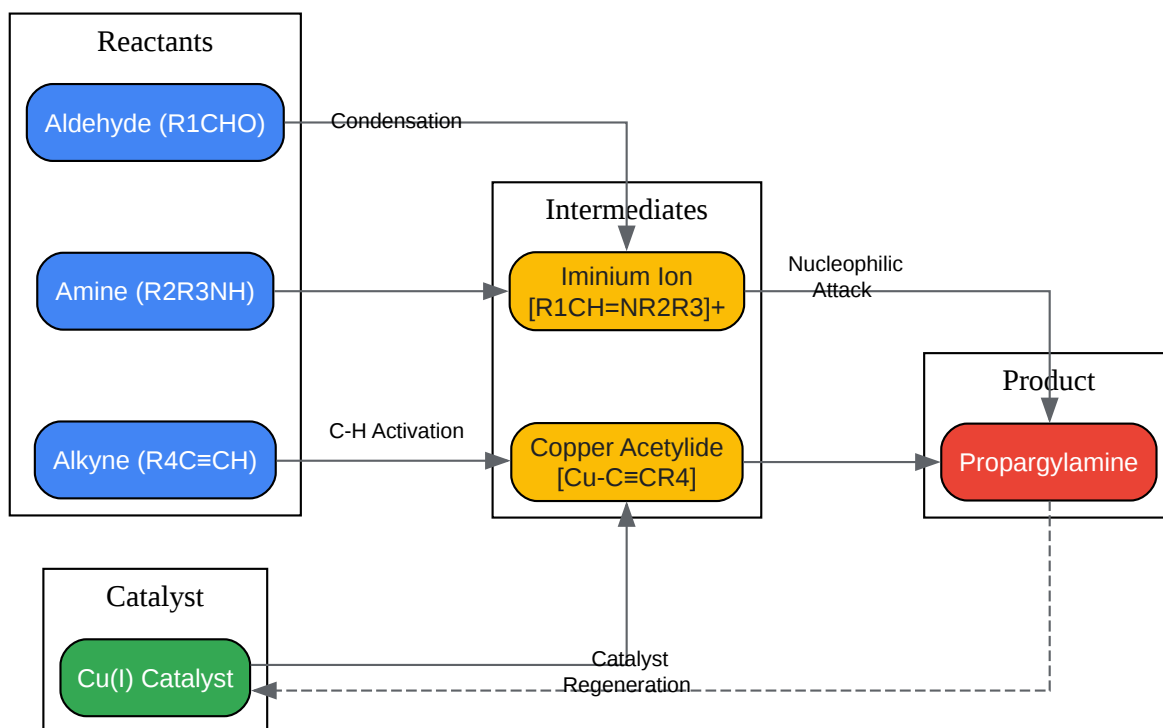 Reactants
Aldehyde (R1CHO)
Condensation
Intermediates
Amine (R2R3NH)
Iminium Ion
[R1CH=NR2R3]+
Nucleophilic
Attack
Product
Alkyne (R4C≡CH)
C-H Activation
Copper Acetylide
[Cu-C≡CR4]
Propargylamine
Catalyst
Cu(I) Catalyst
Catalyst
Regeneration